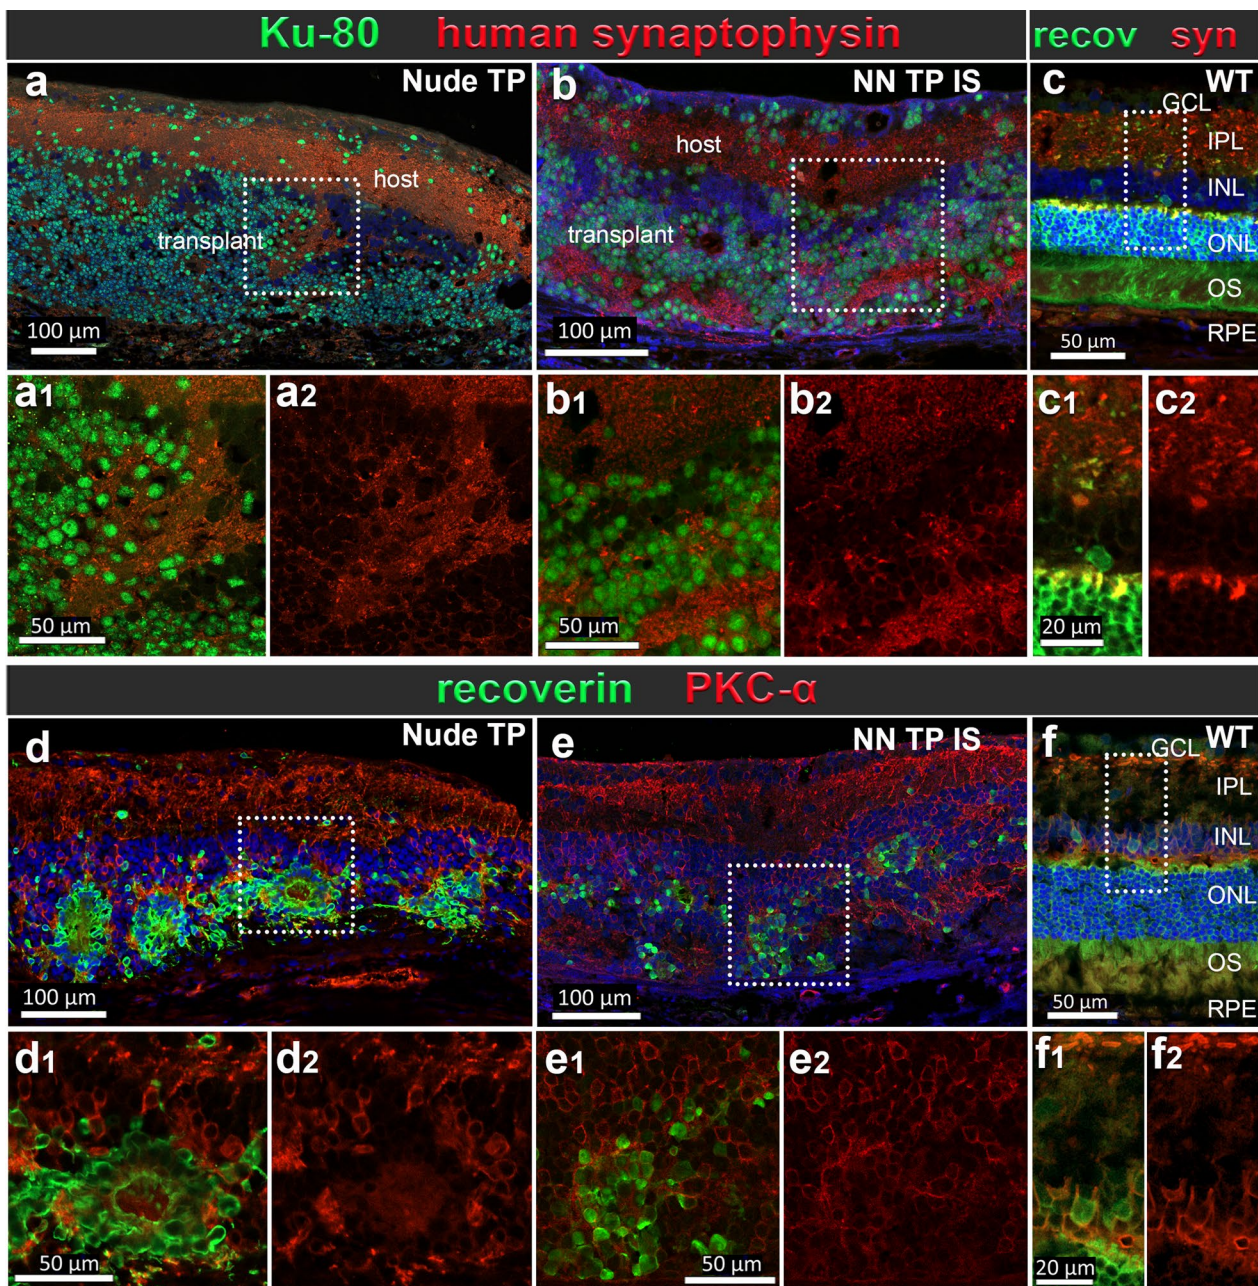 Ku-80 human synaptophysin recov syn
a Nude TP
host
transplant
100 µm
b NN TP IS
host
transplant
100 µm
c WT
GCL
IPL
INL
ONL
OS
RPE
50 µm
a1
50 µm
a2
b1
50 µm
b2
c1
20 µm
c2
recoverin PKC-α
d Nude TP
100 µm
e NN TP IS
100 µm
f WT
GCL
IPL
INL
ONL
OS
RPE
50 µm
d1
50 µm
d2
e1
50 µm
e2
f1
20 µm
f2